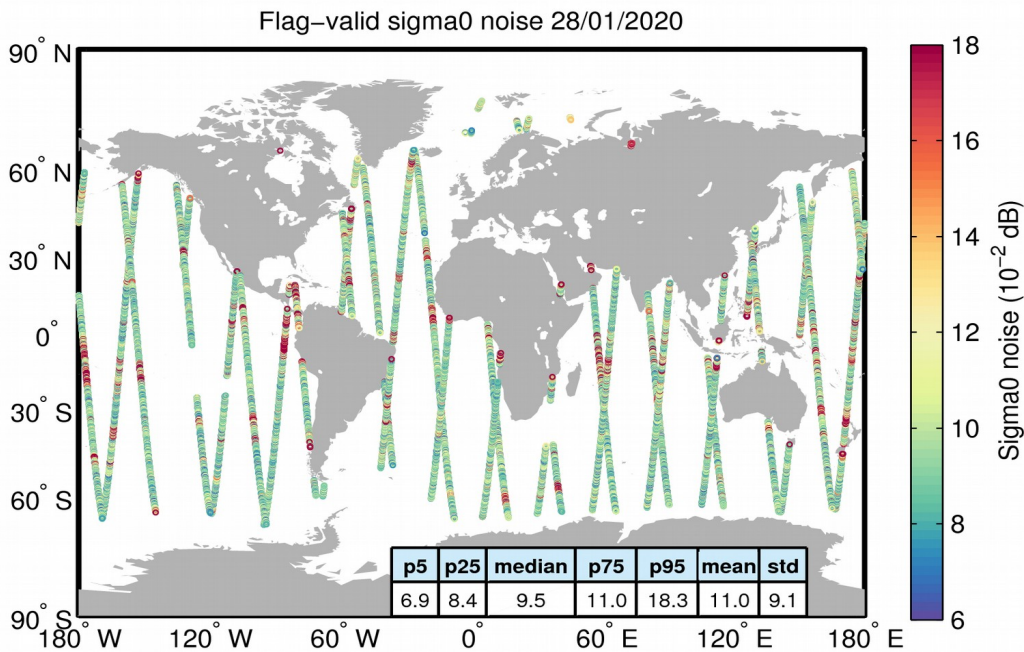 Flag−valid sigma0 noise 28/01/2020
90° N
60° N
30° N
0°
30° S
60° S
90° S
180° W
120° W
60° W
0°
60° E
120° E
180° E
p5 p25 median p75 p95 mean std
6.9 8.4 9.5 11.0 18.3 11.0 9.1
18
16
14
12
10
8
6
Sigma0 noise (10⁻² dB)